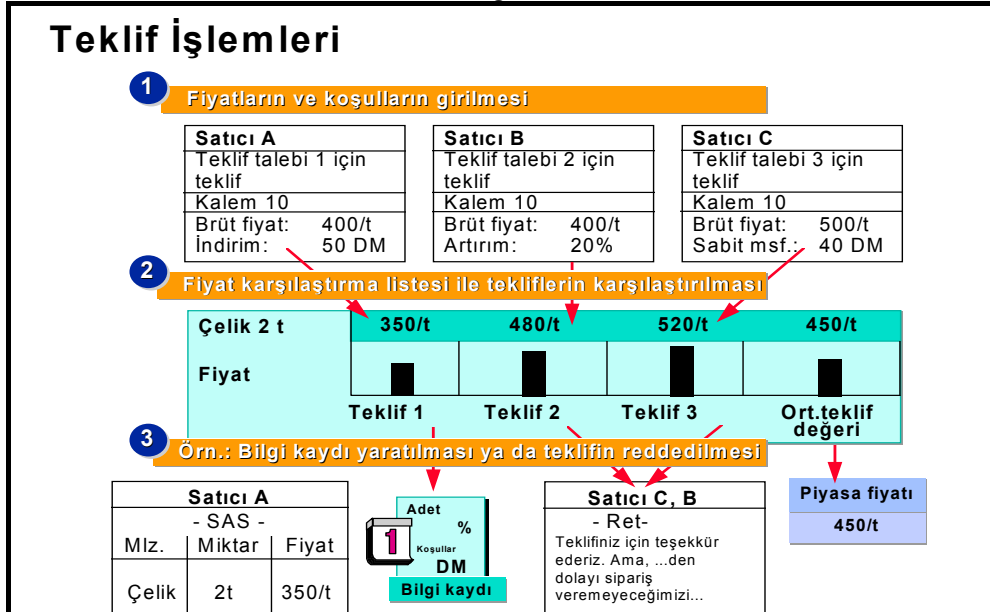 Teklif İşlemleri
1
Fiyatların ve koşulların girilmesi
Satıcı A
Teklif talebi 1 için
teklif
Kalem 10
Brüt fiyat: 400/t
İndirim: 50 DM
Satıcı B
Teklif talebi 2 için
teklif
Kalem 10
Brüt fiyat: 400/t
Artırım: 20%
Satıcı C
Teklif talebi 3 için
teklif
Kalem 10
Brüt fiyat: 500/t
Sabit msf.: 40 DM
2
Fiyat karşılaştırma listesi ile tekliflerin karşılaştırılması
Çelik 2 t 350/t 480/t 520/t 450/t
Fiyat
Teklif 1 Teklif 2 Teklif 3 Ort.teklif
değeri
3
Örn.: Bilgi kaydı yaratılması ya da teklifin reddedilmesi
Satıcı A
- SAS -
Mlz. Miktar Fiyat
Çelik 2t 350/t
Adet
%
1
Koşullar
DM
Bilgi kaydı
Satıcı C, B
- Ret-
Teklifiniz için teşekkür
ederiz. Ama, ...den
dolayı sipariş
veremeyeceğimizi...
Piyasa fiyatı
450/t